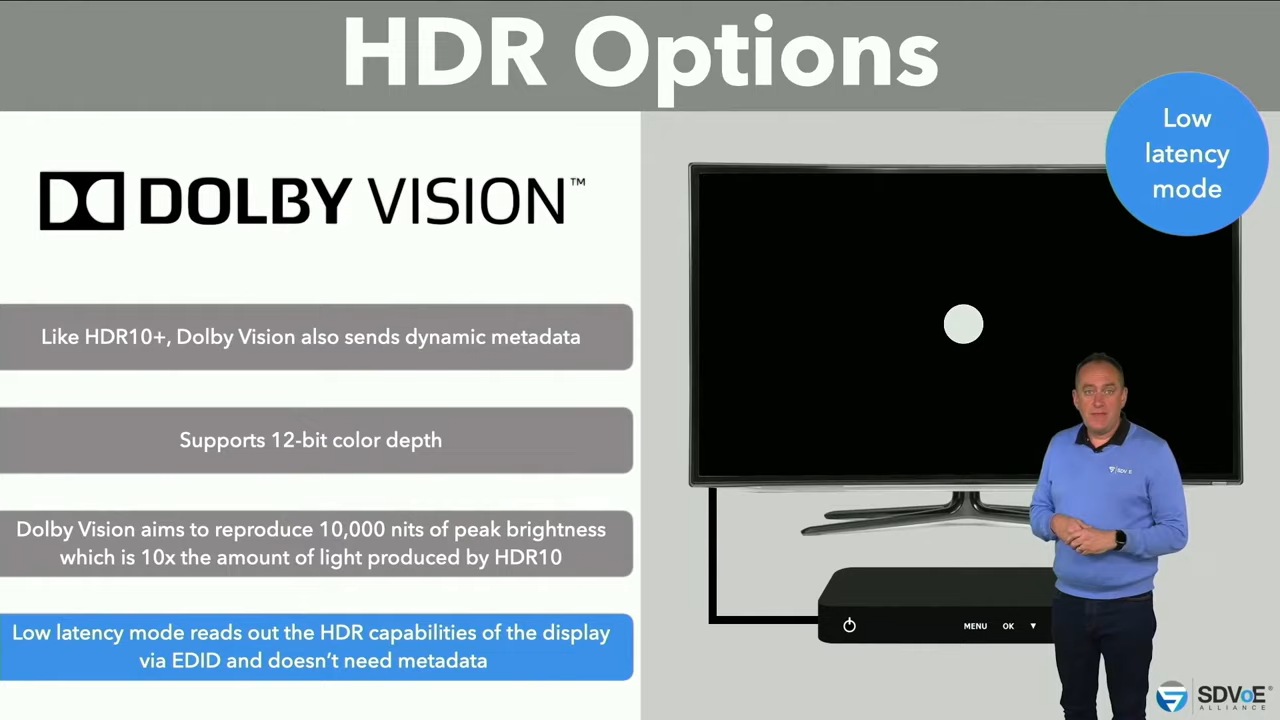 HDR Options
Low
latency
mode
DOLBY VISION™
Like HDR10+, Dolby Vision also sends dynamic metadata
Supports 12-bit color depth
Dolby Vision aims to reproduce 10,000 nits of peak brightness
which is 10x the amount of light produced by HDR10
Low latency mode reads out the HDR capabilities of the display
via EDID and doesn't need metadata
MENU OK ▼
SDVoE
SDVoE®
ALLIANCE